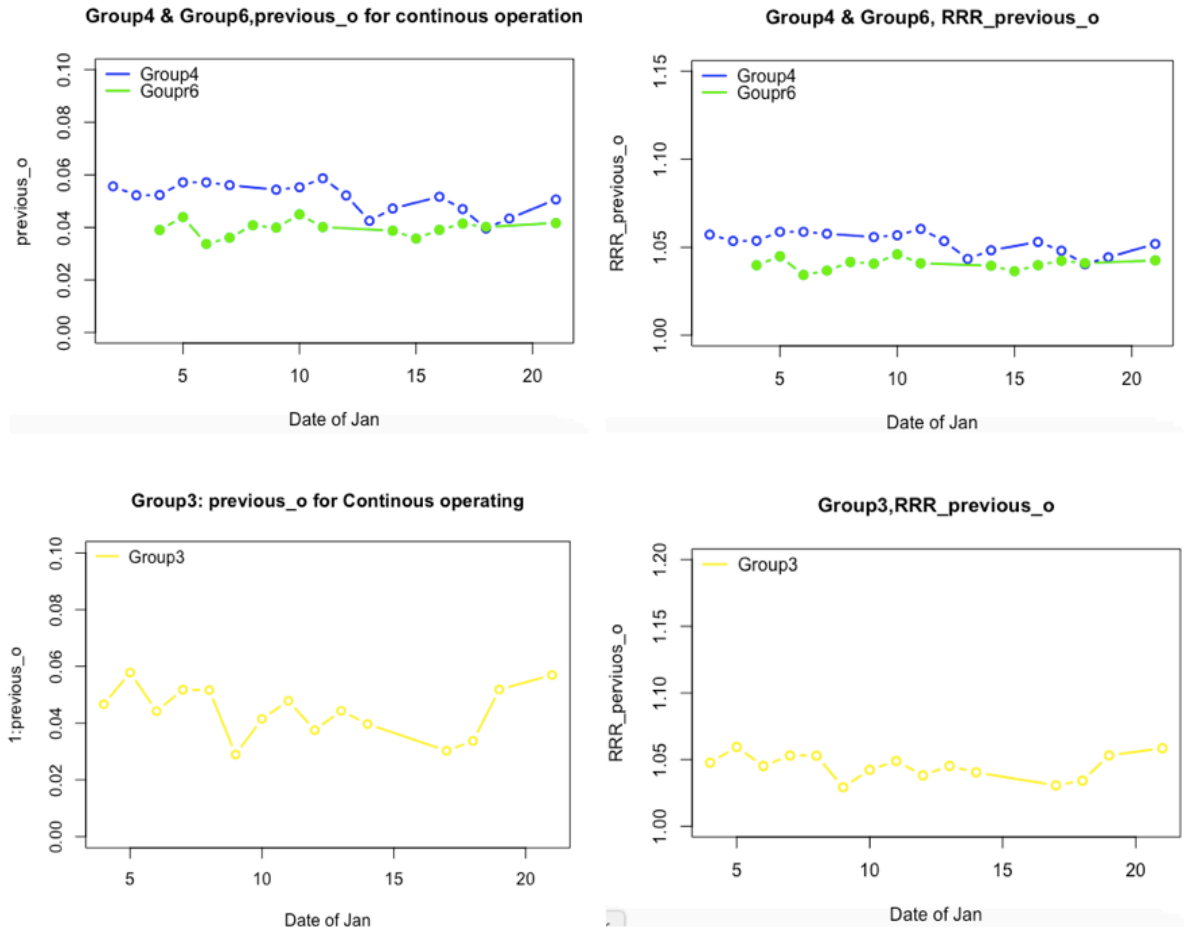 Group4 & Group6,previous_o for continous operation
Group4
Goupr6
previous_o
0.00
0.02
0.04
0.06
0.08
0.10
5
10
15
20
Date of Jan
Group4 & Group6, RRR_previous_o
Group4
Group6
RRR_previous_o
1.00
1.05
1.10
1.15
5
10
15
20
Date of Jan
Group3: previous_o for Continous operating
Group3
1:previous_o
0.00
0.02
0.04
0.06
0.08
0.10
5
10
15
20
Date of Jan
Group3,RRR_previous_o
Group3
RRR_perviuos_o
1.00
1.05
1.10
1.15
1.20
5
10
15
20
Date of Jan